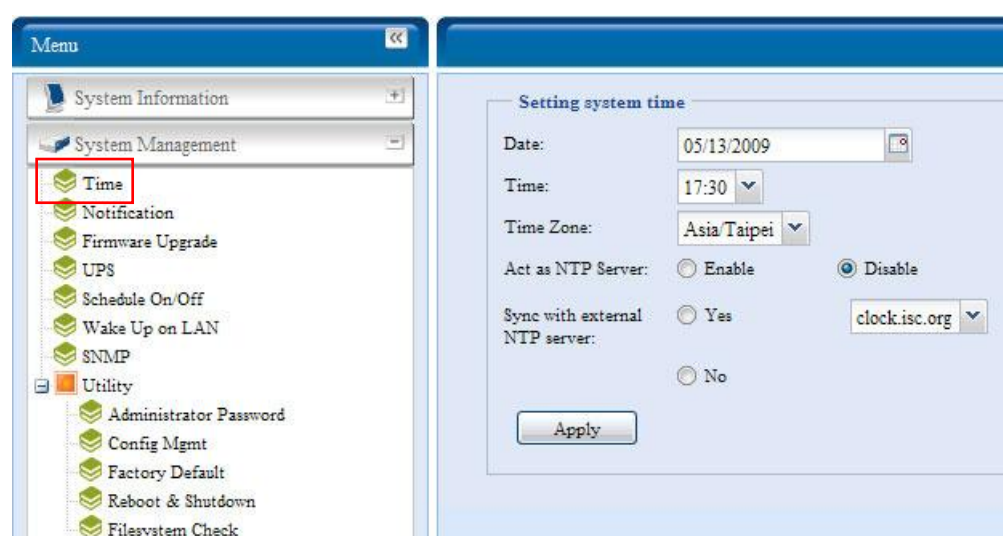 Menu
System Information
System Management
Time
Notification
Firmware Upgrade
UPS
Schedule On/Off
Wake Up on LAN
SNMP
Utility
Administrator Password
Config Mgmt
Factory Default
Reboot & Shutdown
Filesystem Check
Setting system time
Date: 05/13/2009
Time: 17:30
Time Zone: Asia/Taipei
Act as NTP Server: Enable Disable
Sync with external NTP server: Yes clock.isc.org
No
Apply